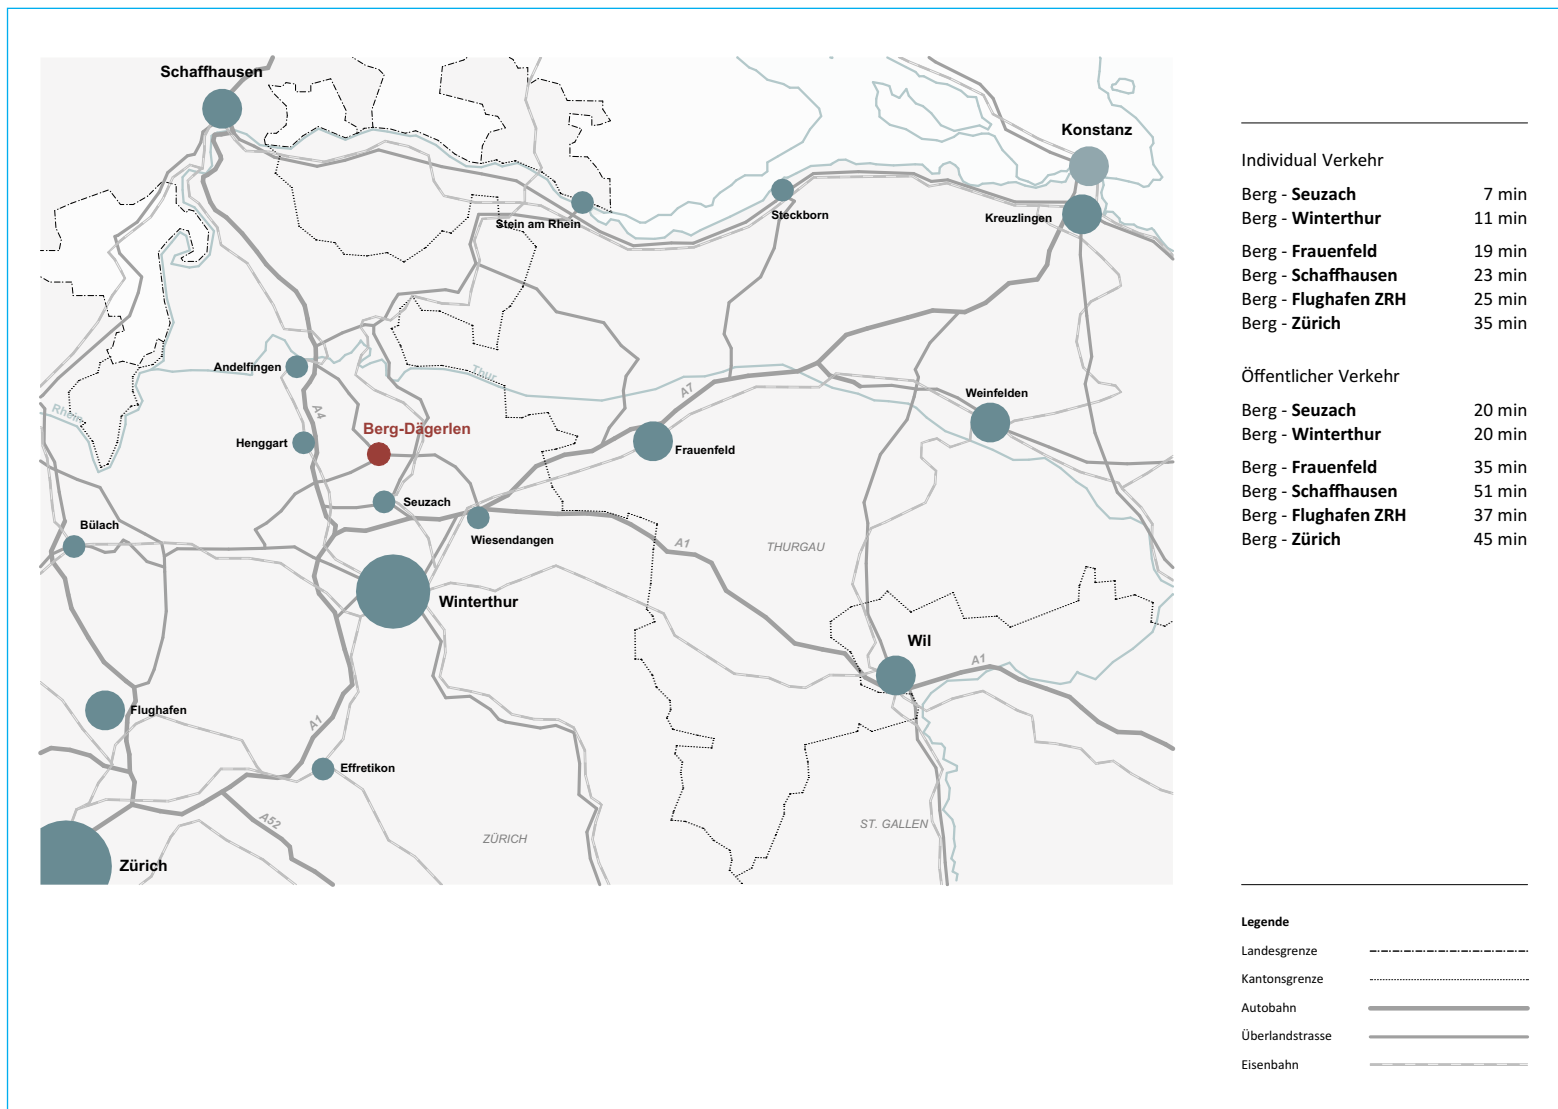 Schaffhausen
Konstanz
Stein am Rhein
Steckborn
Kreuzlingen
Andelfingen
Thur
A7
Weinfelden
Rhein
A4
Berg-Dägerlen
Henggart
Frauenfeld
Seuzach
Bülach
Wiesendangen
A1
THURGAU
Winterthur
Wil
A1
Flughafen
A1
Effretikon
A52
ZÜRICH
ST. GALLEN
Zürich
Individual Verkehr
Berg - Seuzach 7 min
Berg - Winterthur 11 min
Berg - Frauenfeld 19 min
Berg - Schaffhausen 23 min
Berg - Flughafen ZRH 25 min
Berg - Zürich 35 min
Öffentlicher Verkehr
Berg - Seuzach 20 min
Berg - Winterthur 20 min
Berg - Frauenfeld 35 min
Berg - Schaffhausen 51 min
Berg - Flughafen ZRH 37 min
Berg - Zürich 45 min
Legende
Landesgrenze
Kantonsgrenze
Autobahn
Überlandstrasse
Eisenbahn